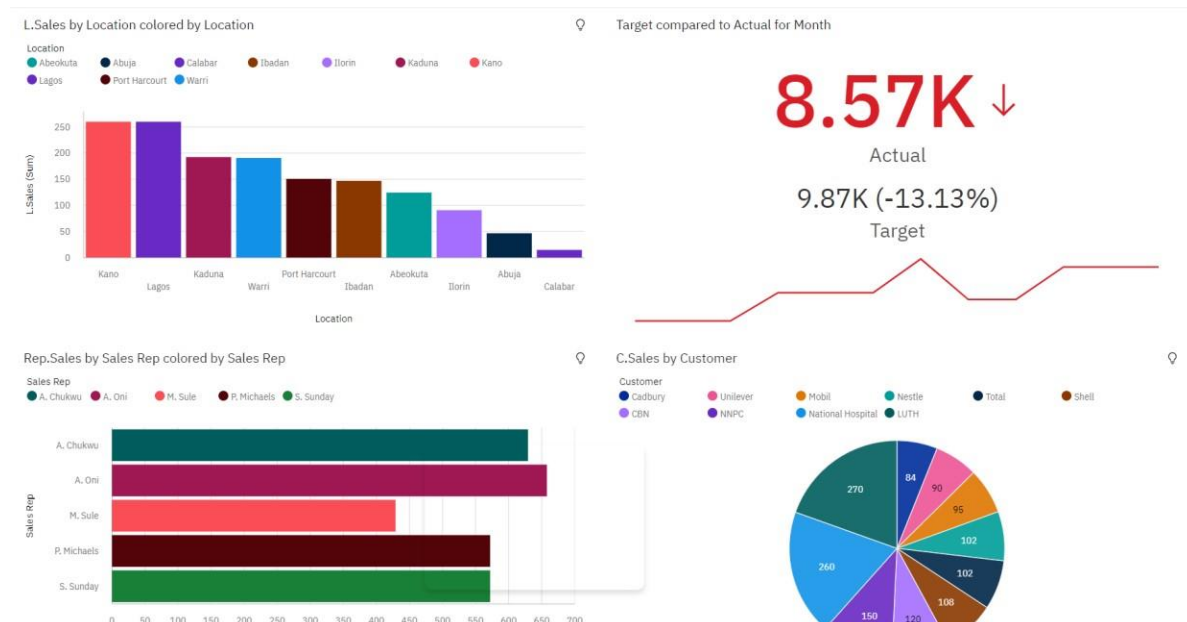 L.Sales by Location colored by Location
Location
Abeokuta Abuja Calabar Ibadan Ilorin Kaduna Kano
Lagos Port Harcourt Warri
L.Sales (Sum)
250
200
150
100
50
0
Kano Lagos Kaduna Warri Port Harcourt Ibadan Abeokuta Ilorin Abuja Calabar
Location
Target compared to Actual for Month
8.57K
Actual
9.87K (-13.13%)
Target
Rep.Sales by Sales Rep colored by Sales Rep
Sales Rep
A. Chukwu A. Oni M. Sule P. Michaels S. Sunday
Sales Rep
A. Chukwu
A. Oni
M. Sule
P. Michaels
S. Sunday
0 50 100 150 200 250 300 350 400 450 500 550 600 650 700
C.Sales by Customer
Customer
Cadbury Unilever Mobil Nestle Total Shell
CBN NNPC National Hospital LUTH
84
90
95
102
102
108
120
150
260
270